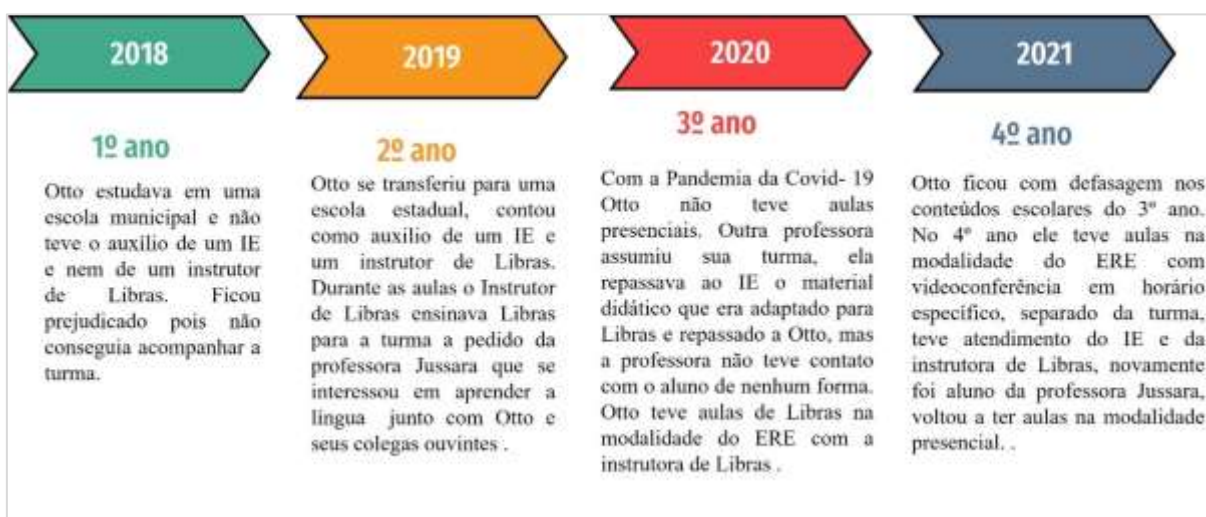 2018
1º ano
Otto estudava em uma
escola municipal e não
teve o auxílio de um IE
e nem de um instrutor
de Libras. Ficou
prejudicado pois não
conseguia acompanhar a
turma.
2019
2º ano
Otto se transferiu para uma
escola estadual, contou
como auxílio de um IE e
um instrutor de Libras.
Durante as aulas o Instrutor
de Libras ensinava Libras
para a turma a pedido da
professora Jussara que se
interessou em aprender a
língua junto com Otto e
seus colegas ouvintes .
2020
3º ano
Com a Pandemia da Covid- 19
Otto não teve aulas
presenciais. Outra professora
assumiu sua turma, ela
repassava ao IE o material
didático que era adaptado para
Libras e repassado a Otto, mas
a professora não teve contato
com o aluno de nenhum forma.
Otto teve aulas de Libras na
modalidade do ERE com a
instrutora de Libras .
2021
4º ano
Otto ficou com defasagem nos
conteúdos escolares do 3º ano.
No 4º ano ele teve aulas na
modalidade do ERE com
videoconferência em horário
específico, separado da turma,
teve atendimento do IE e da
instrutora de Libras, novamente
foi aluno da professora Jussara,
voltou a ter aulas na modalidade
presencial. .